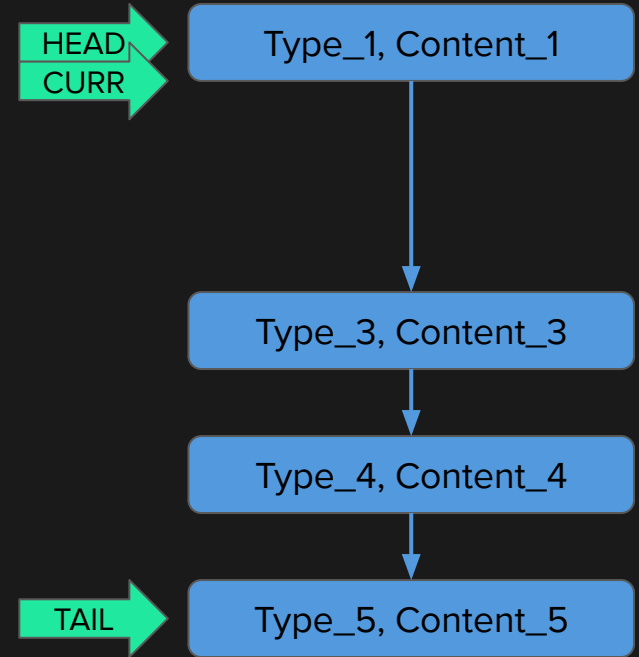 HEAD
Type_1, Content_1
CURR
Type_3, Content_3
Type_4, Content_4
TAIL
Type_5, Content_5